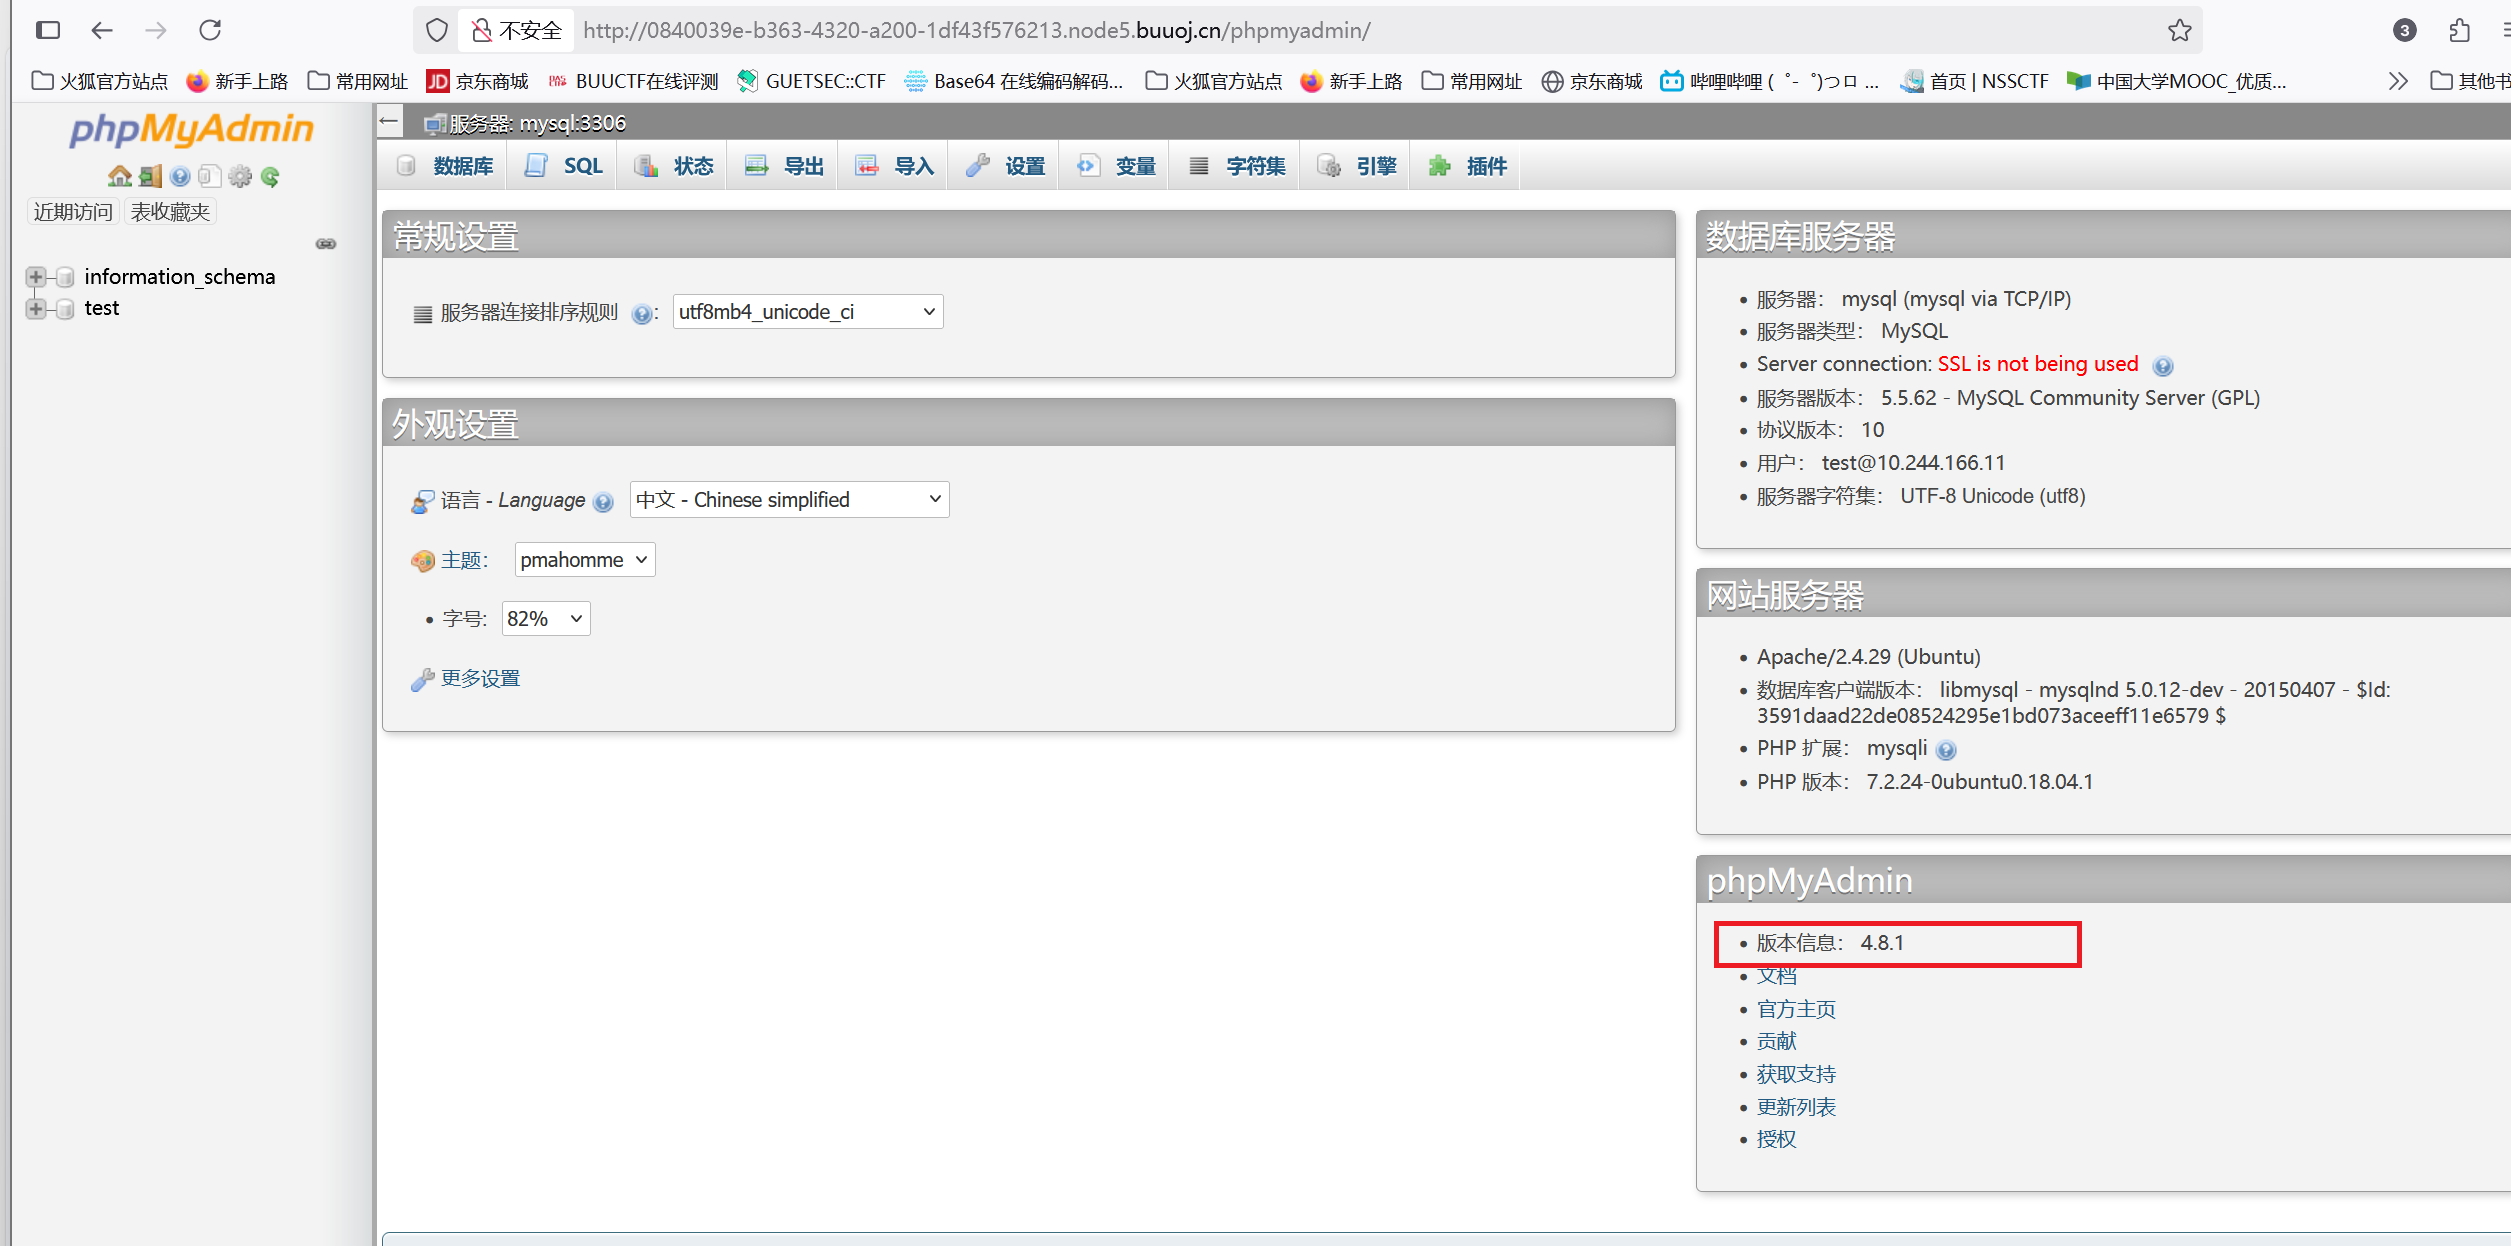 不安全 http://0840039e-b363-4320-a200-1df43f576213.node5.buuoj.cn/phpmyadmin/
3
火狐官方站点 新手上路 常用网址 JD 京东商城 BUUCTF在线评测 GUETSEC::CTF Base64 在线编码解码... 火狐官方站点 新手上路 常用网址 京东商城 哔哩哔哩 ( ゜- ゜)つロ ... 首页 | NSSCTF 中国大学MOOC_优质... 其他书
phpMyAdmin
近期访问 表收藏夹
information_schema
test
服务器: mysql:3306
数据库 SQL 状态 导出 导入 设置 变量 字符集 引擎 插件
常规设置
服务器连接排序规则 : utf8mb4_unicode_ci
外观设置
语言 - Language 中文 - Chinese simplified
主题: pmahomme
• 字号: 82%
更多设置
数据库服务器
• 服务器： mysql (mysql via TCP/IP)
• 服务器类型： MySQL
• Server connection: SSL is not being used
• 服务器版本： 5.5.62 - MySQL Community Server (GPL)
• 协议版本： 10
• 用户： test@10.244.166.11
• 服务器字符集： UTF-8 Unicode (utf8)
网站服务器
• Apache/2.4.29 (Ubuntu)
• 数据库客户端版本： libmysql - mysqlnd 5.0.12-dev - 20150407 - $Id:
3591daad22de08524295e1bd073aceeff11e6579 $
• PHP 扩展： mysqli
• PHP 版本： 7.2.24-0ubuntu0.18.04.1
phpMyAdmin
• 版本信息： 4.8.1
• 文档
• 官方主页
• 贡献
• 获取支持
• 更新列表
• 授权